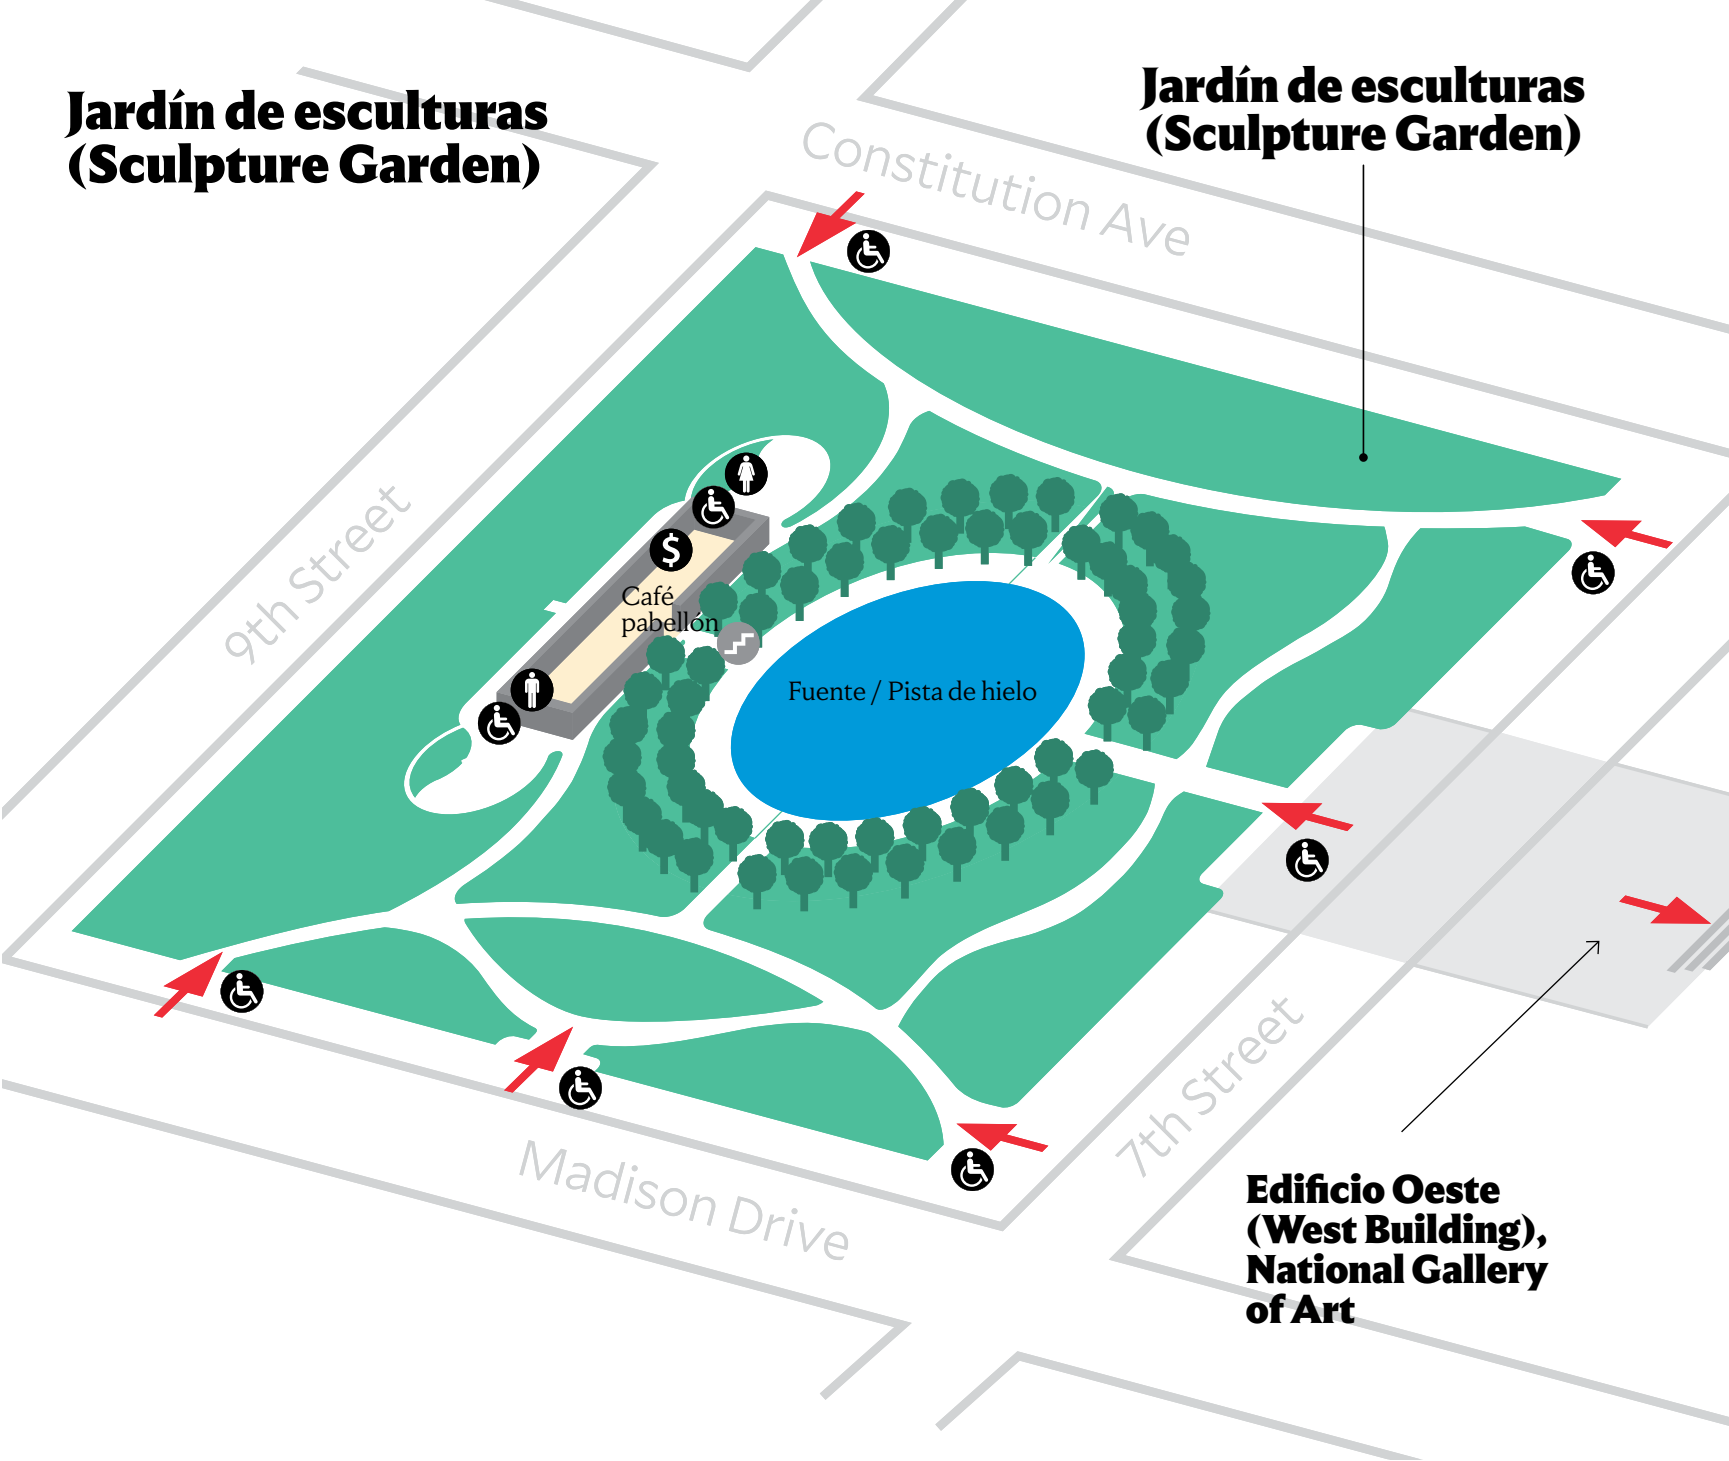 Jardín de esculturas
(Sculpture Garden)
Jardín de esculturas
(Sculpture Garden)
Constitution Ave
9th Street
$
Café
pabellón
Fuente / Pista de hielo
7th Street
Madison Drive
Edificio Oeste
(West Building),
National Gallery
of Art